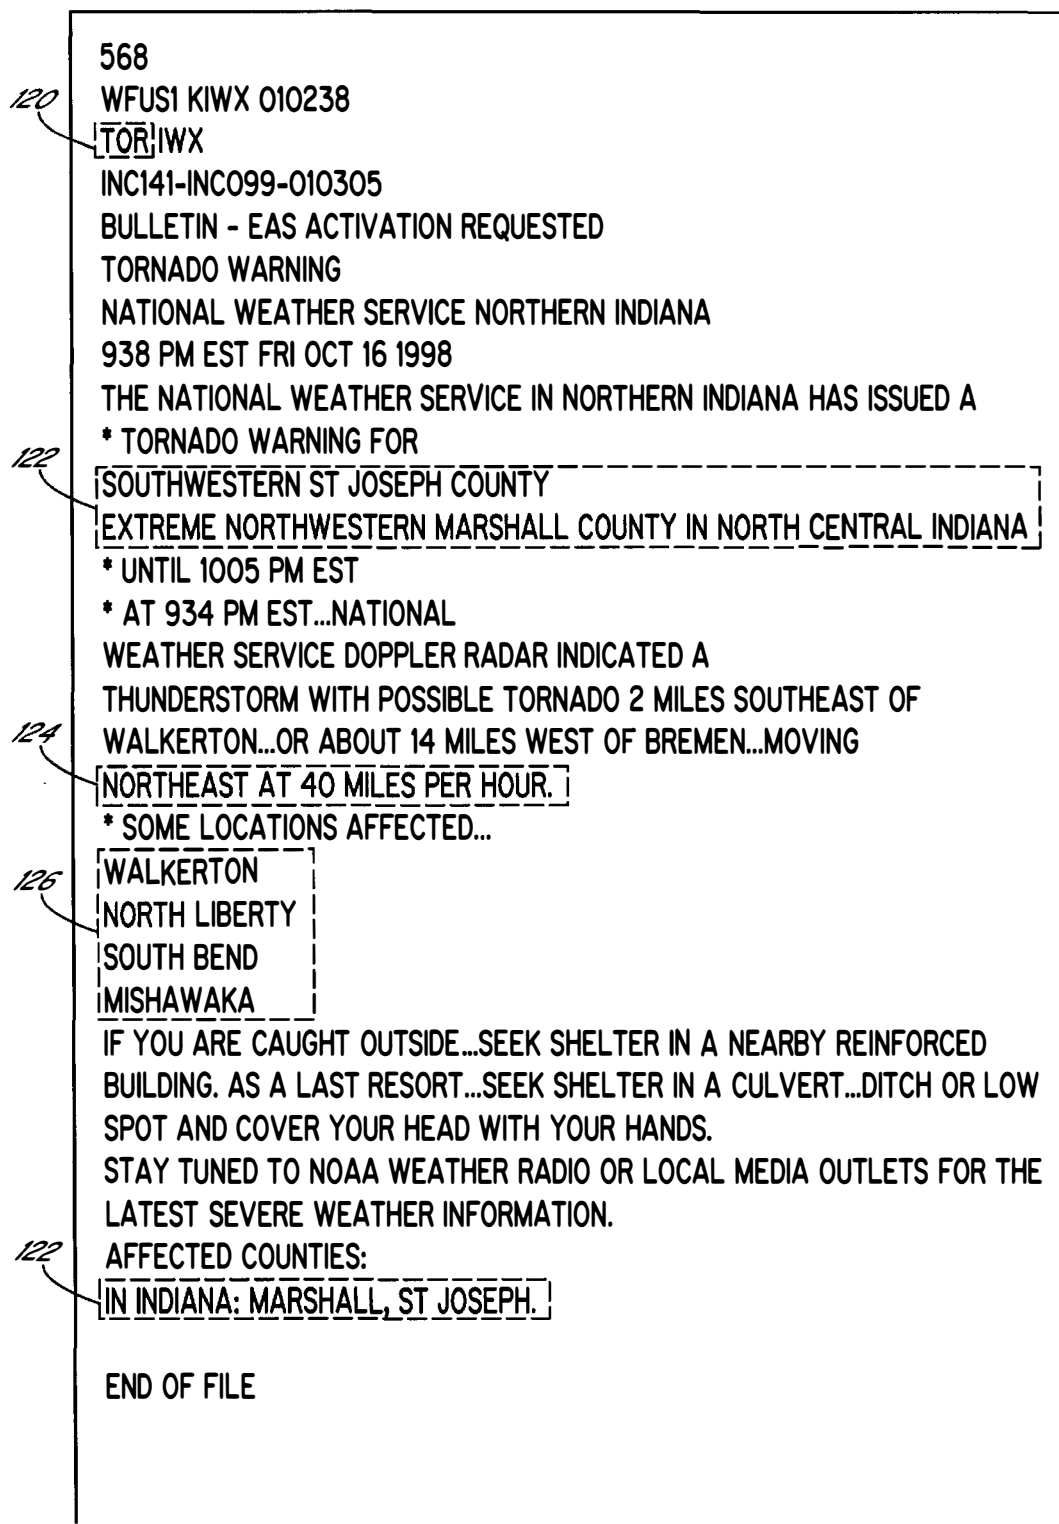 568
120 WFUS1 KIWX 010238
TOR IWX
INC141-INC099-010305
BULLETIN - EAS ACTIVATION REQUESTED
TORNADO WARNING
NATIONAL WEATHER SERVICE NORTHERN INDIANA
938 PM EST FRI OCT 16 1998
THE NATIONAL WEATHER SERVICE IN NORTHERN INDIANA HAS ISSUED A
* TORNADO WARNING FOR
122
SOUTHWESTERN ST JOSEPH COUNTY
EXTREME NORTHWESTERN MARSHALL COUNTY IN NORTH CENTRAL INDIANA
* UNTIL 1005 PM EST
* AT 934 PM EST...NATIONAL
WEATHER SERVICE DOPPLER RADAR INDICATED A
THUNDERSTORM WITH POSSIBLE TORNADO 2 MILES SOUTHEAST OF
124 WALKERTON...OR ABOUT 14 MILES WEST OF BREMEN...MOVING
NORTHEAST AT 40 MILES PER HOUR.
* SOME LOCATIONS AFFECTED...
126 WALKERTON
NORTH LIBERTY
SOUTH BEND
MISHAWAKA
IF YOU ARE CAUGHT OUTSIDE...SEEK SHELTER IN A NEARBY REINFORCED
BUILDING. AS A LAST RESORT...SEEK SHELTER IN A CULVERT...DITCH OR LOW
SPOT AND COVER YOUR HEAD WITH YOUR HANDS.
STAY TUNED TO NOAA WEATHER RADIO OR LOCAL MEDIA OUTLETS FOR THE
LATEST SEVERE WEATHER INFORMATION.
122 AFFECTED COUNTIES:
IN INDIANA: MARSHALL, ST JOSEPH.
END OF FILE